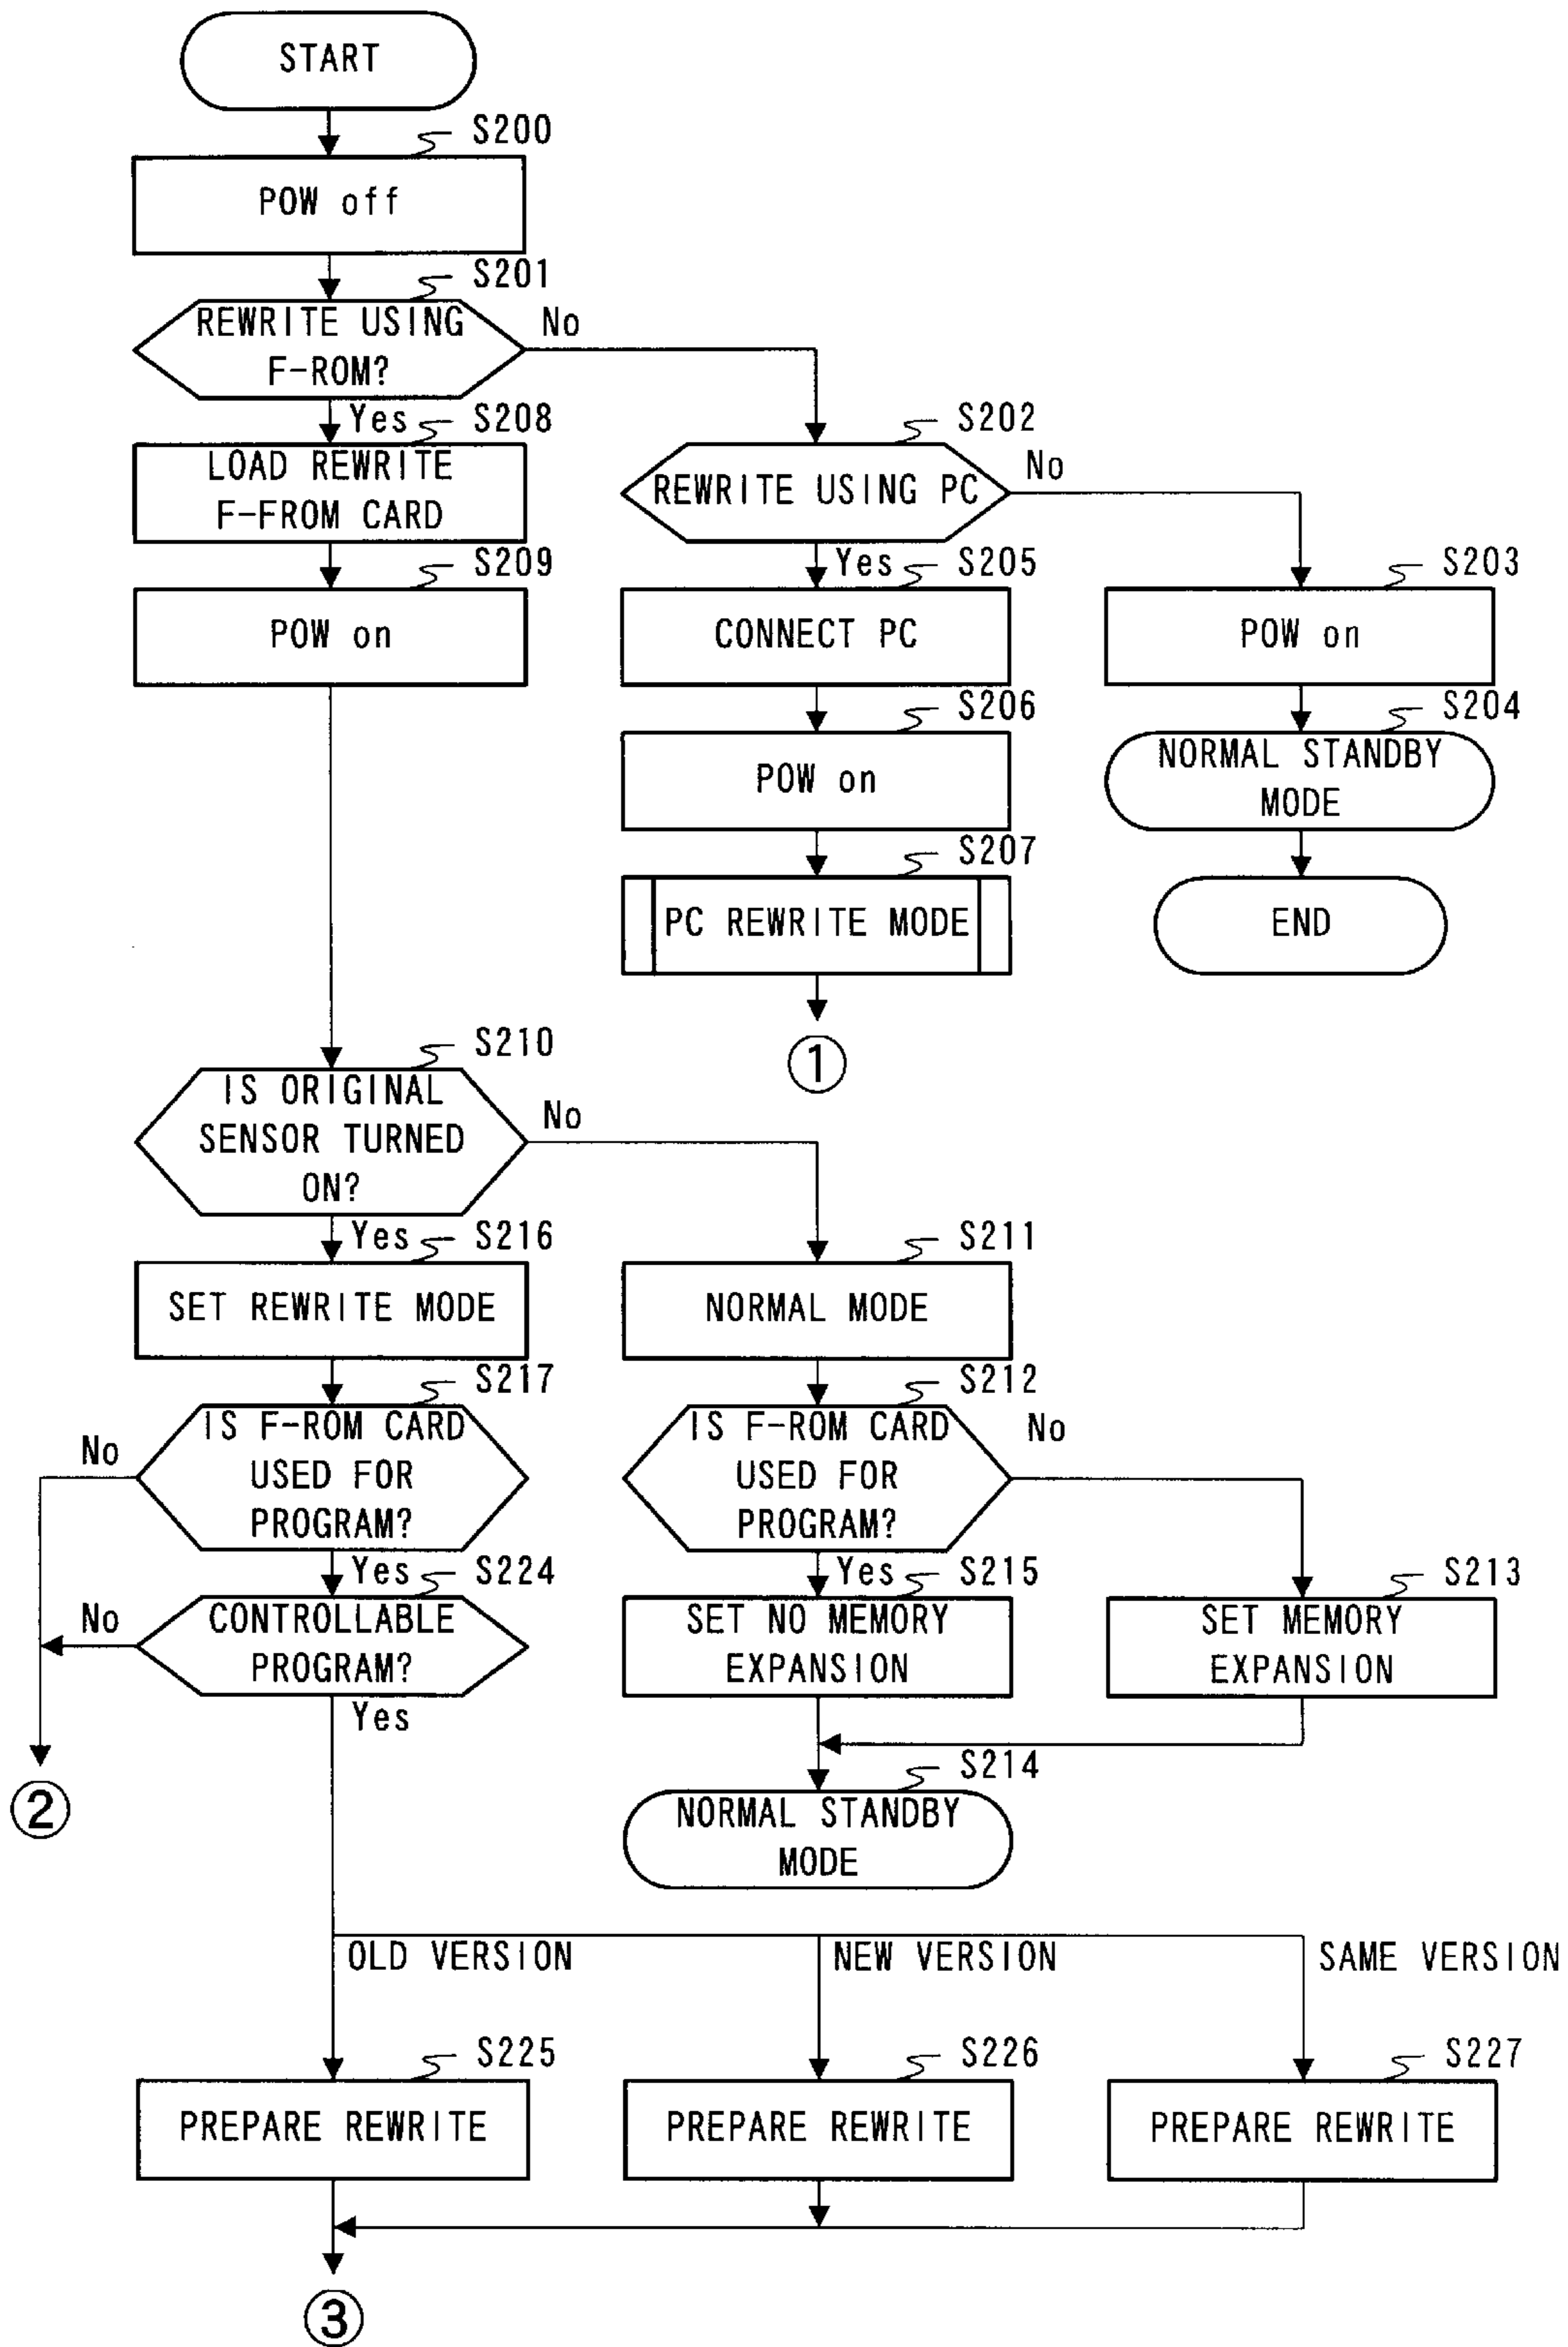 START
S200
POW off
S201
REWRITE USING
F-ROM?
No
Yes
S208
LOAD REWRITE
F-FROM CARD
S202
REWRITE USING PC
No
S209
POW on
Yes
S205
CONNECT PC
S203
POW on
S206
POW on
S204
NORMAL STANDBY
MODE
S207
PC REWRITE MODE
END
1
S210
IS ORIGINAL
SENSOR TURNED
ON?
No
Yes
S216
SET REWRITE MODE
S211
NORMAL MODE
S217
IS F-ROM CARD
USED FOR
PROGRAM?
No
S212
IS F-ROM CARD
USED FOR
PROGRAM?
No
Yes
S224
CONTROLLABLE
PROGRAM?
No
Yes
Yes
S215
SET NO MEMORY
EXPANSION
S213
SET MEMORY
EXPANSION
2
S214
NORMAL STANDBY
MODE
OLD VERSION
NEW VERSION
SAME VERSION
S225
PREPARE REWRITE
S226
PREPARE REWRITE
S227
PREPARE REWRITE
3